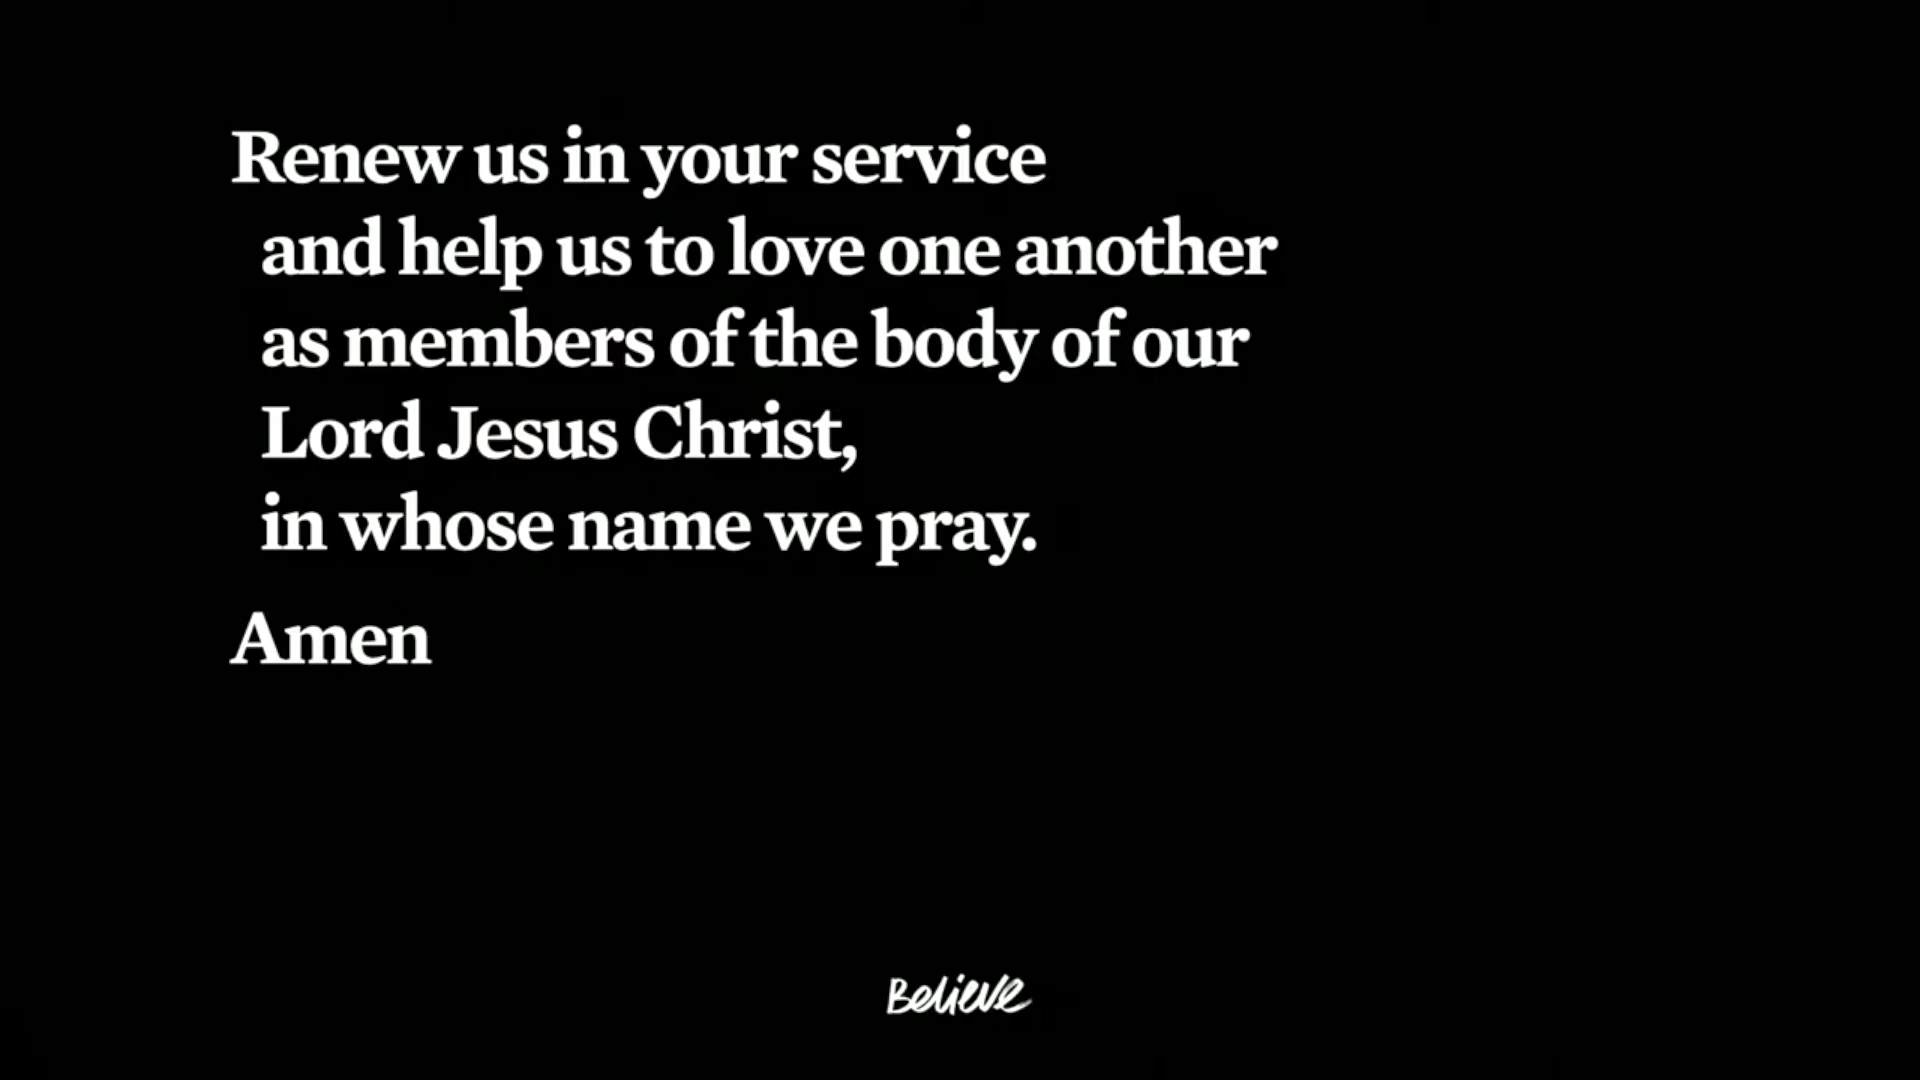 Renew us in your service
and help us to love one another
as members of the body of our
Lord Jesus Christ,
in whose name we pray.
Amen
Believe